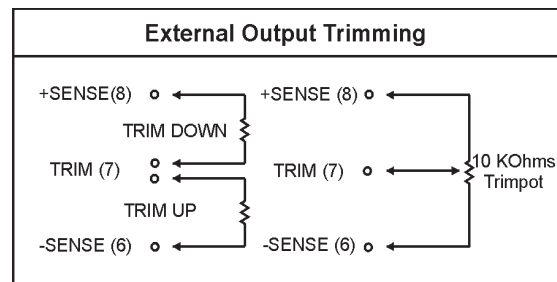 External Output Trimming
+SENSE(8)
TRIM DOWN
TRIM (7)
TRIM UP
-SENSE (6)
+SENSE (8)
TRIM (7)
10 KOhms
Trimpot
-SENSE (6)